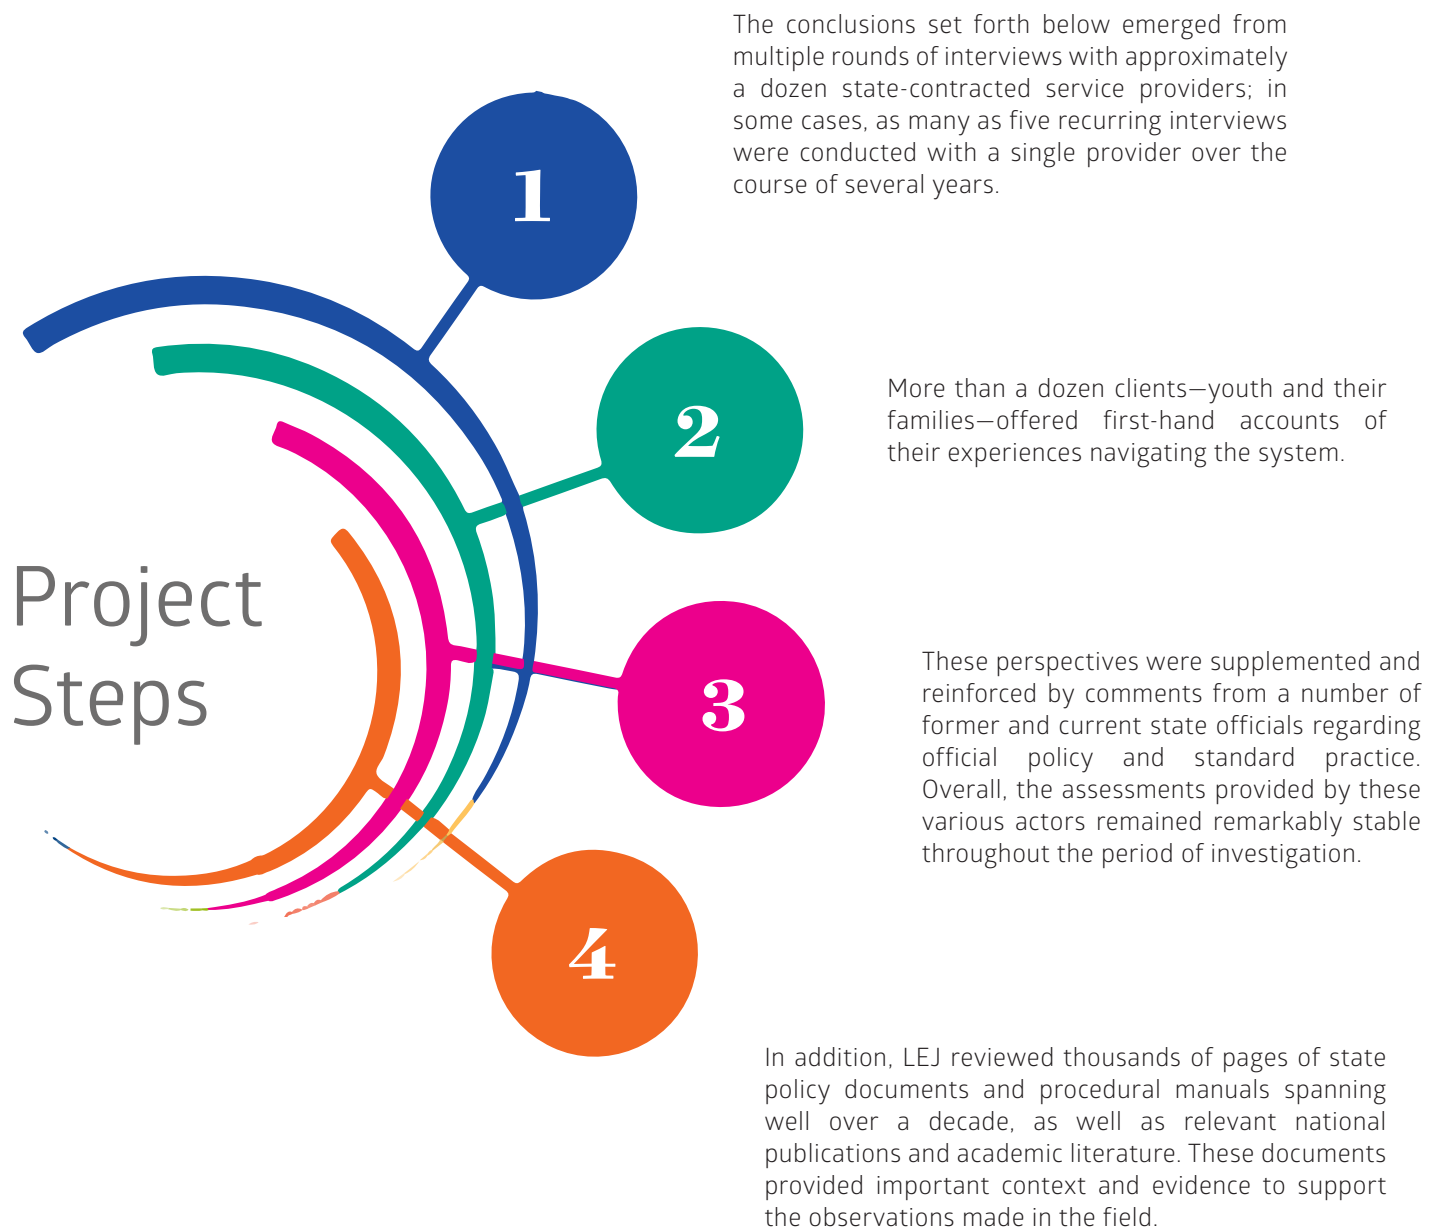 Project
Steps
1
The conclusions set forth below emerged from
multiple rounds of interviews with approximately
a dozen state-contracted service providers; in
some cases, as many as five recurring interviews
were conducted with a single provider over the
course of several years.
2
More than a dozen clients—youth and their
families—offered first-hand accounts of
their experiences navigating the system.
3
These perspectives were supplemented and
reinforced by comments from a number of
former and current state officials regarding
official policy and standard practice.
Overall, the assessments provided by these
various actors remained remarkably stable
throughout the period of investigation.
4
In addition, LEJ reviewed thousands of pages of state
policy documents and procedural manuals spanning
well over a decade, as well as relevant national
publications and academic literature. These documents
provided important context and evidence to support
the observations made in the field.